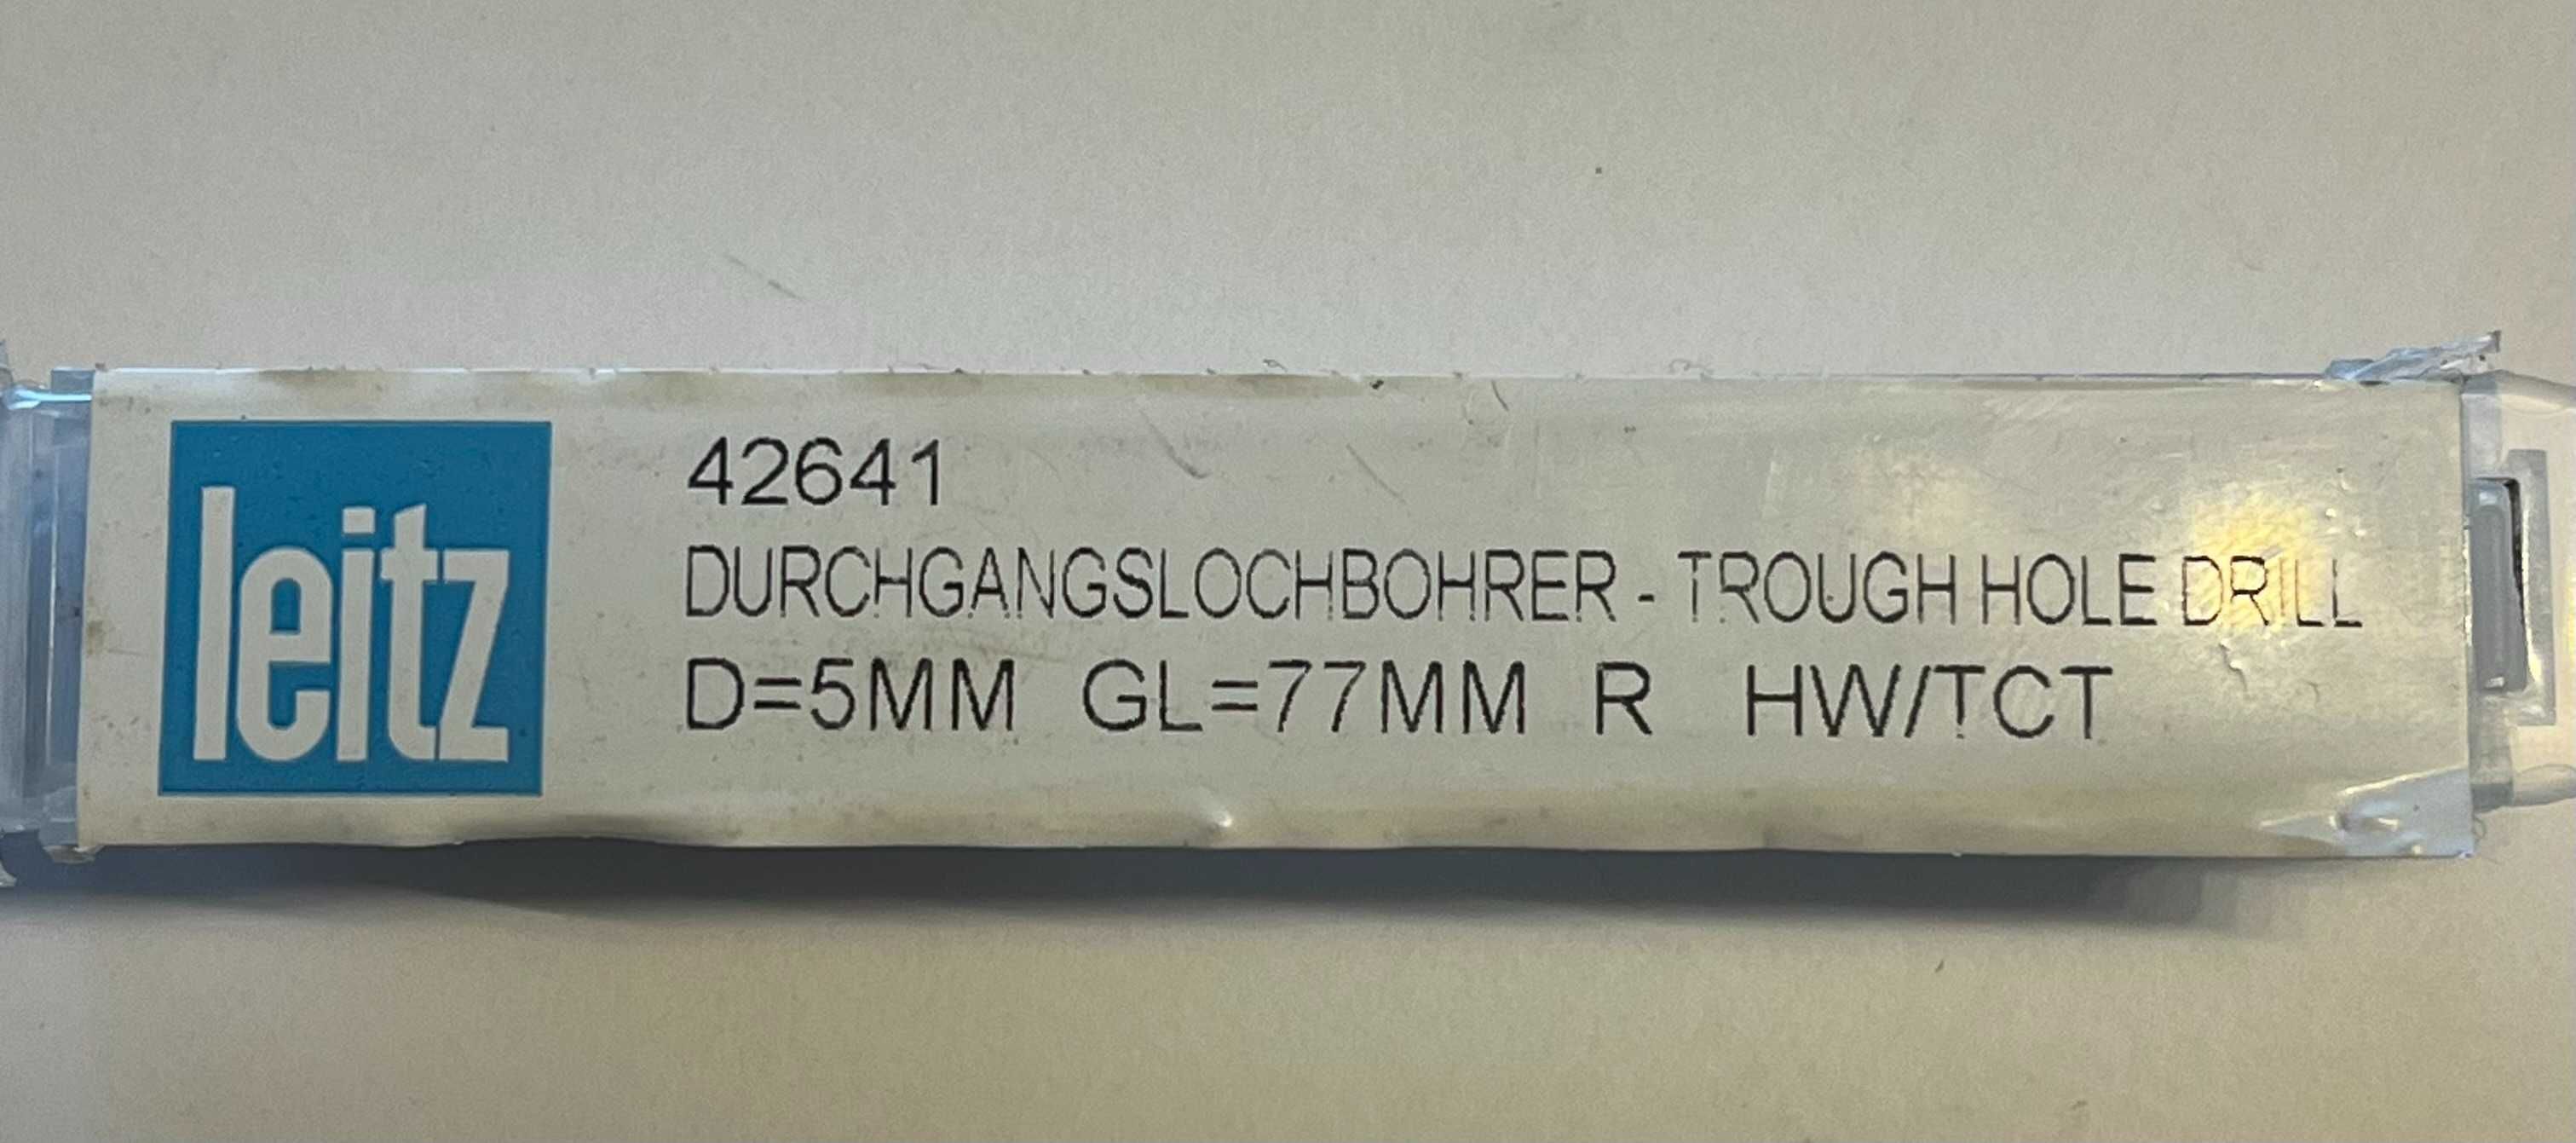 leitz
42641
DURCHGANGSLOCHBOHRER - TROUGH HOLE DRILL
D=5MM GL=77MM R HW/TCT